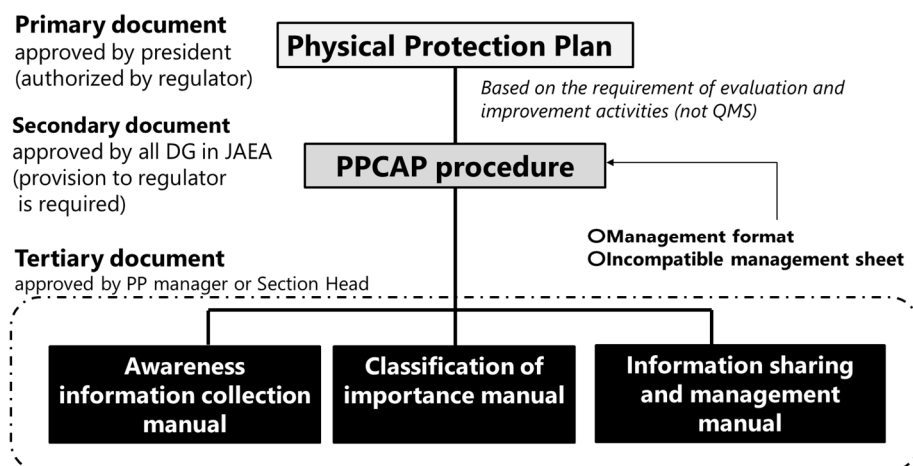 Primary document
approved by president
(authorized by regulator)
Physical Protection Plan
Based on the requirement of evaluation and
improvement activities (not QMS)
Secondary document
approved by all DG in JAEA
(provision to regulator
is required)
PPCAP procedure
OManagement format
OIncompatible management sheet
Tertiary document
approved by PP manager or Section Head
Awareness
information collection
manual
Classification of
importance manual
Information sharing
and management
manual